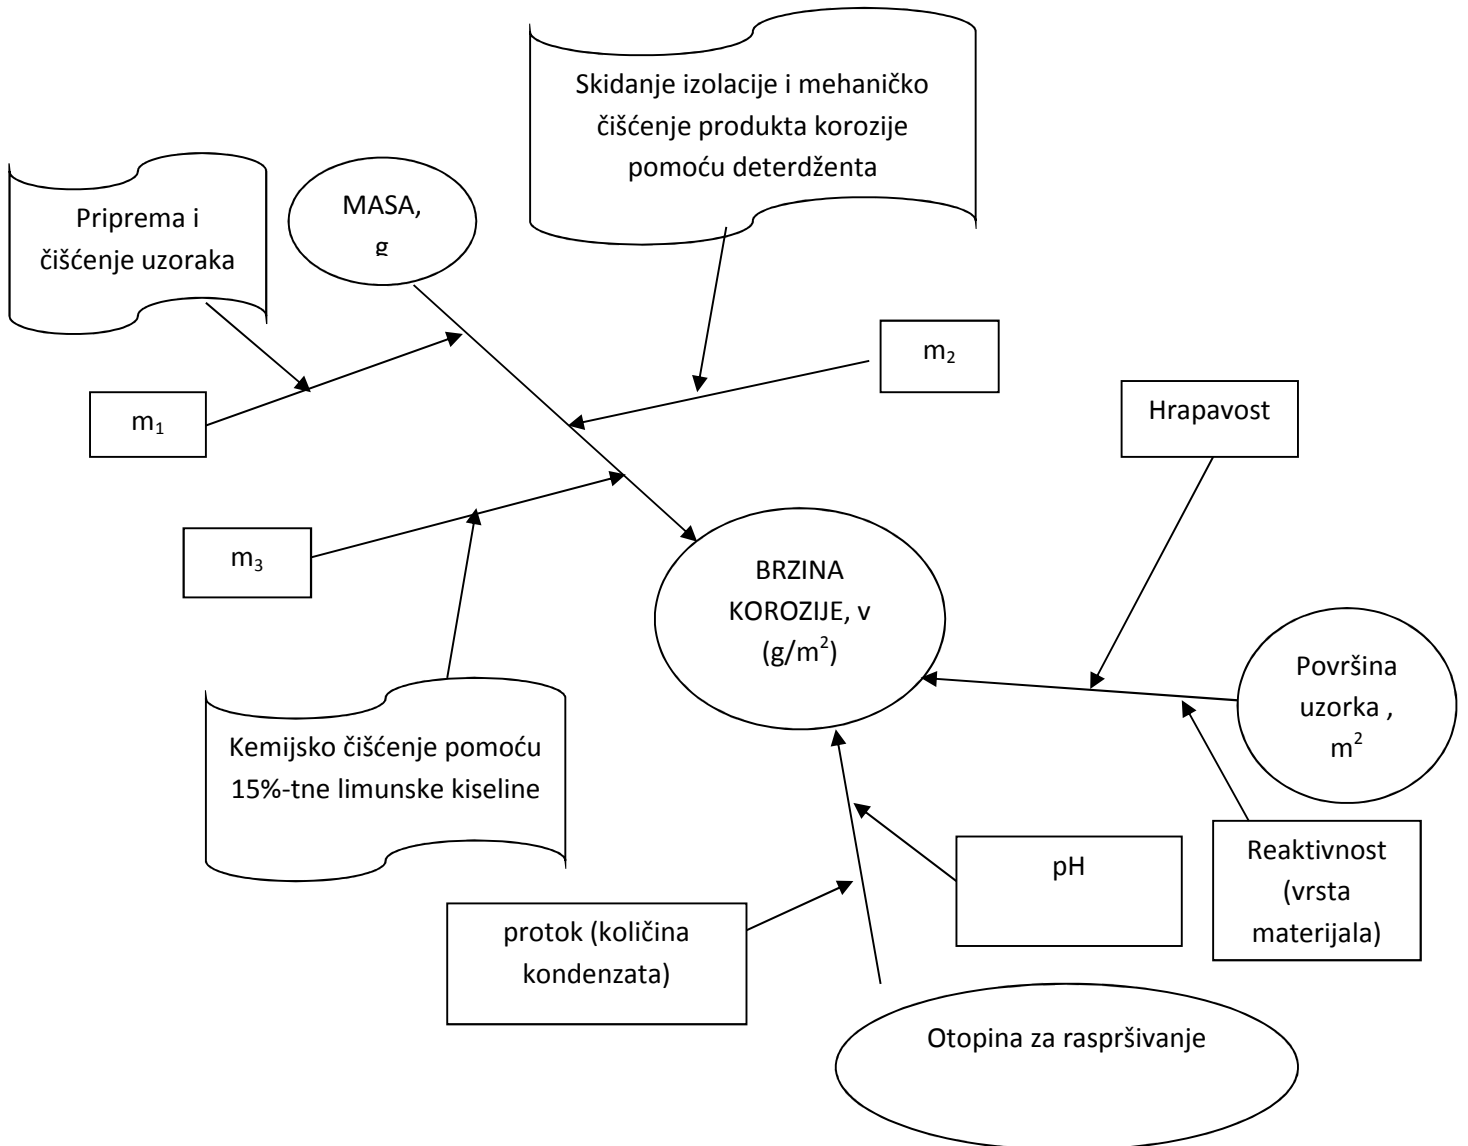 Skidanje izolacije i mehaničko
čišćenje produkta korozije
pomoću deterdženta
Priprema i
čišćenje uzoraka
MASA,
g
m₂
m₁
Hrapavost
m₃
BRZINA
KOROZIJE, v
(g/m²)
Površina
uzorka ,
m²
Kemijsko čišćenje pomoću
15%-tne limunske kiseline
pH
Reaktivnost
(vrsta
materijala)
protok (količina
kondenzata)
Otopina za raspršivanje